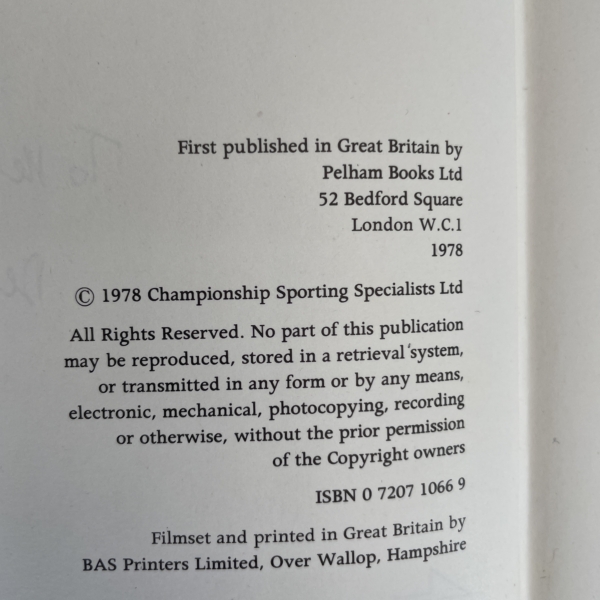 First published in Great Britain by
Pelham Books Ltd
52 Bedford Square
London W.C.1
1978
© 1978 Championship Sporting Specialists Ltd
All Rights Reserved. No part of this publication
may be reproduced, stored in a retrieval system,
or transmitted in any form or by any means,
electronic, mechanical, photocopying, recording
or otherwise, without the prior permission
of the Copyright owners
ISBN 0 7207 1066 9
Filmset and printed in Great Britain by
BAS Printers Limited, Over Wallop, Hampshire